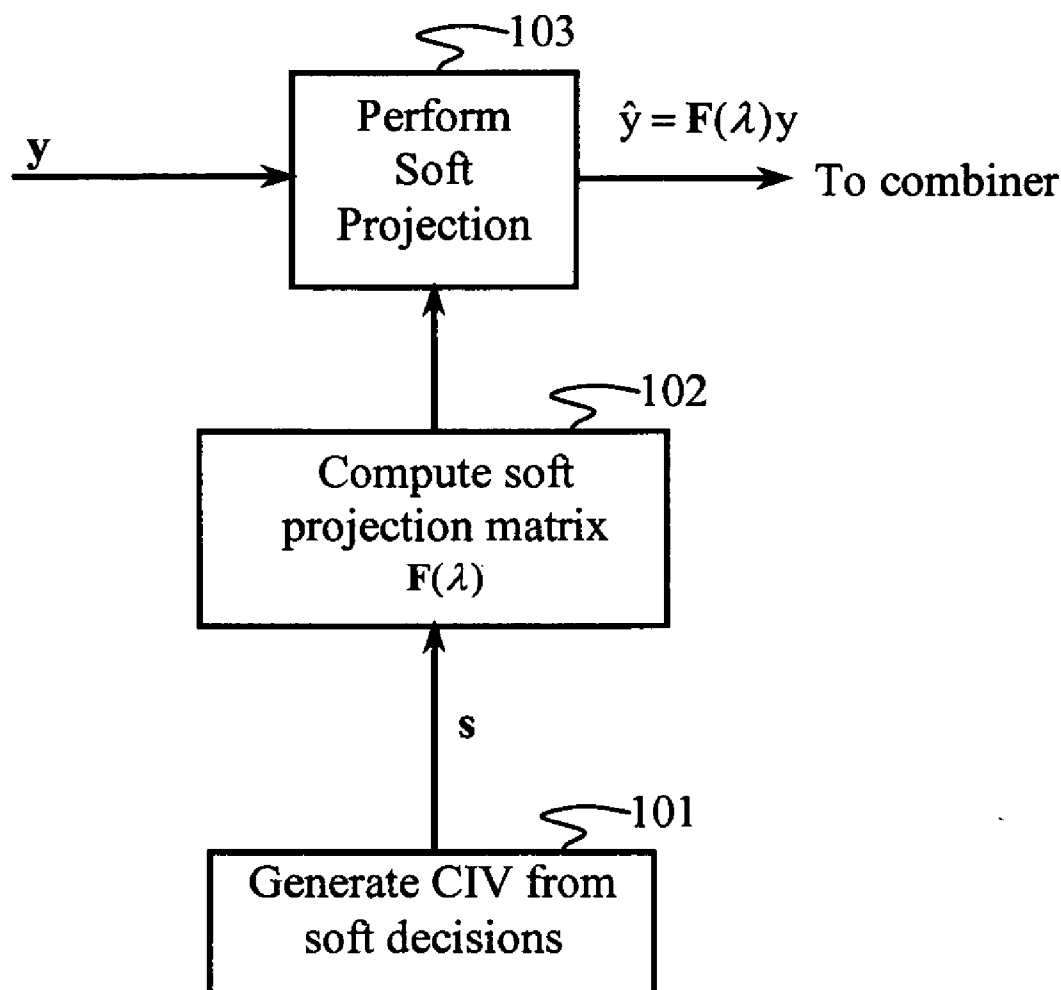 103
Perform
Soft
Projection
y
ŷ = F(λ)y
To combiner
102
Compute soft
projection matrix
F(λ)
s
101
Generate CIV from
soft decisions